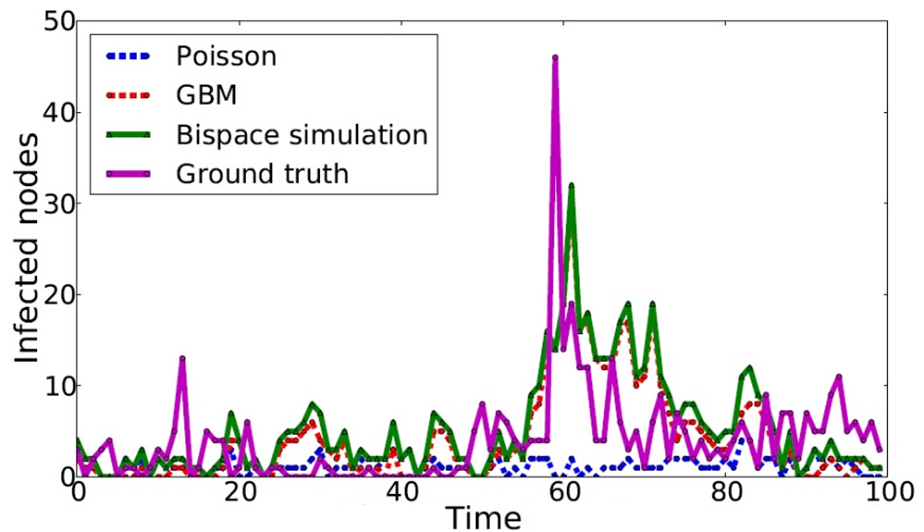 50
40
30
20
10
0
Infected nodes
Poisson
GBM
Bispace simulation
Ground truth
0 20 40 60 80 100
Time